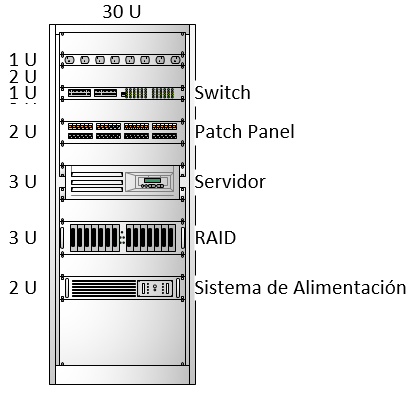 30 U
1 U
2 U
1 U Switch
2 U Patch Panel
3 U Servidor
3 U RAID
2 U Sistema de Alimentación